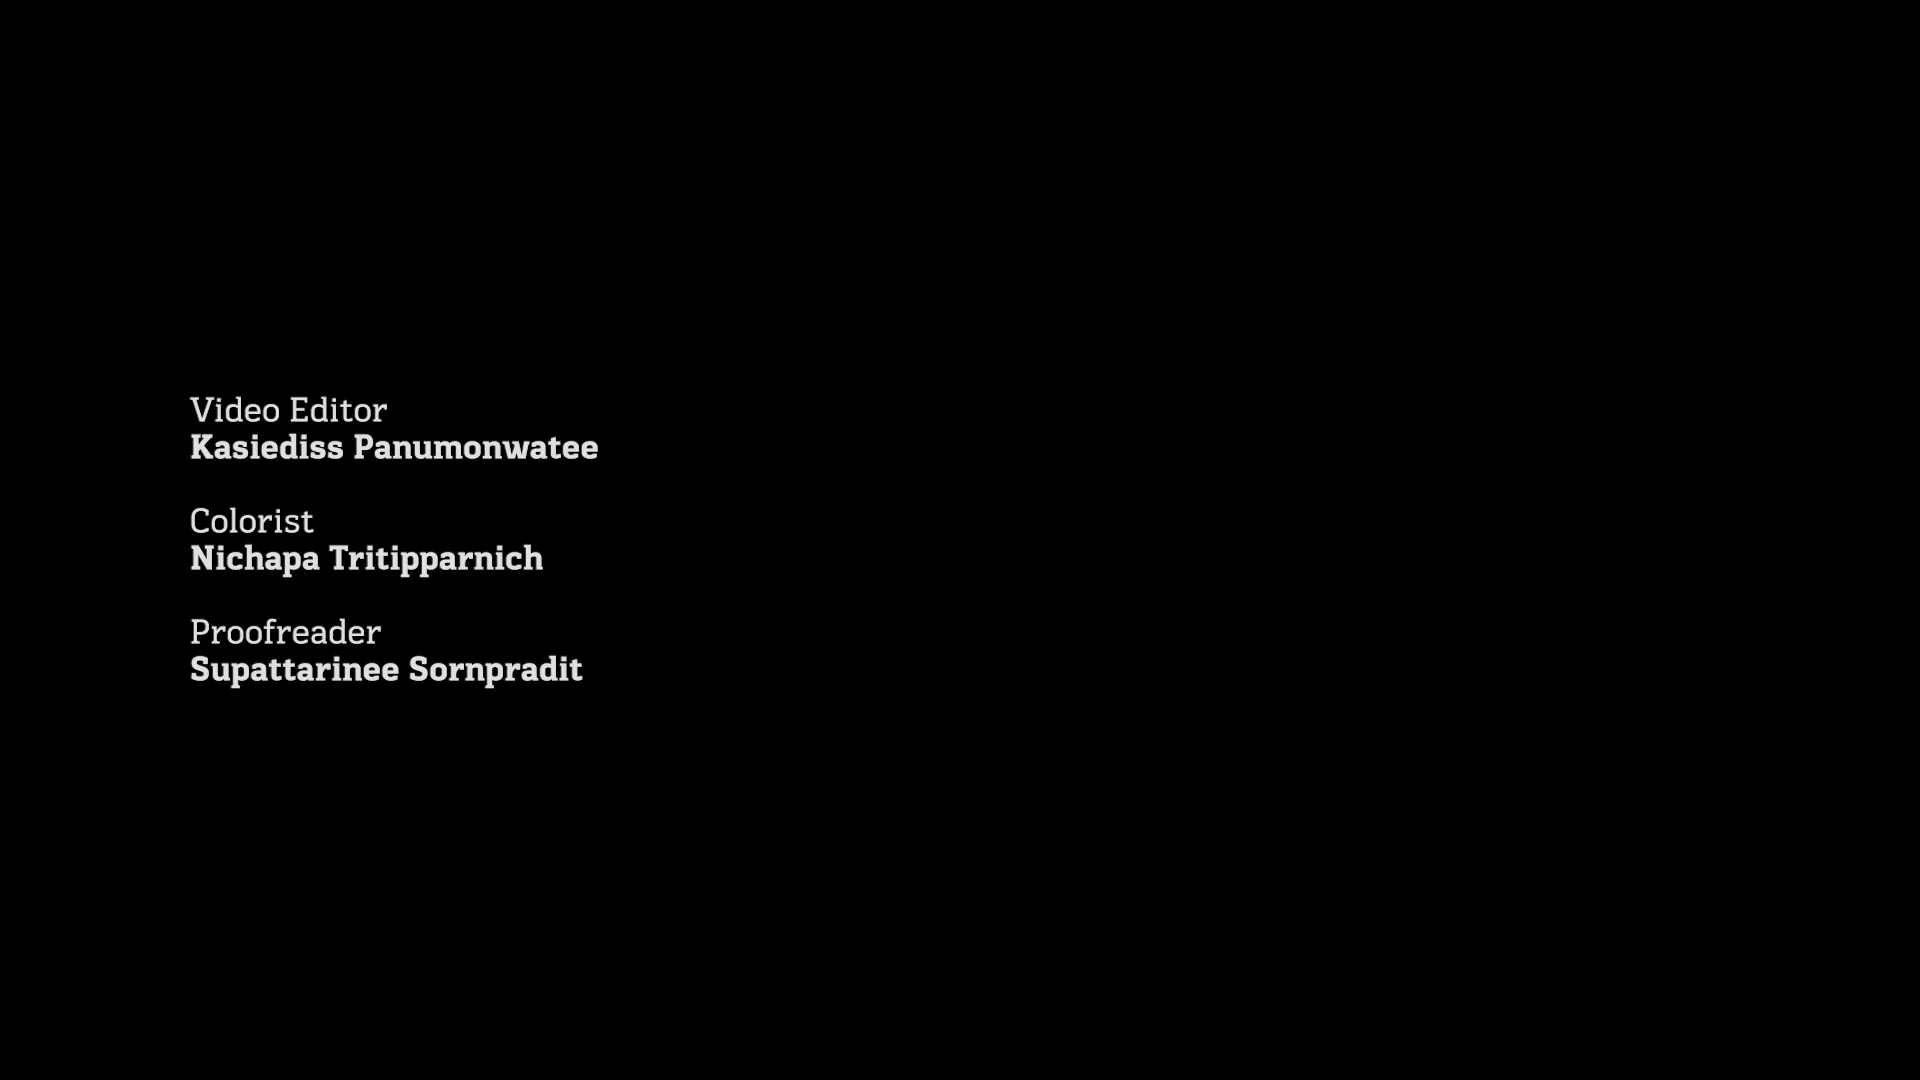 Video Editor
Kasiediss Panumonwatee
Colorist
Nichapa Tritipparnich
Proofreader
Supattarinee Sornpradit